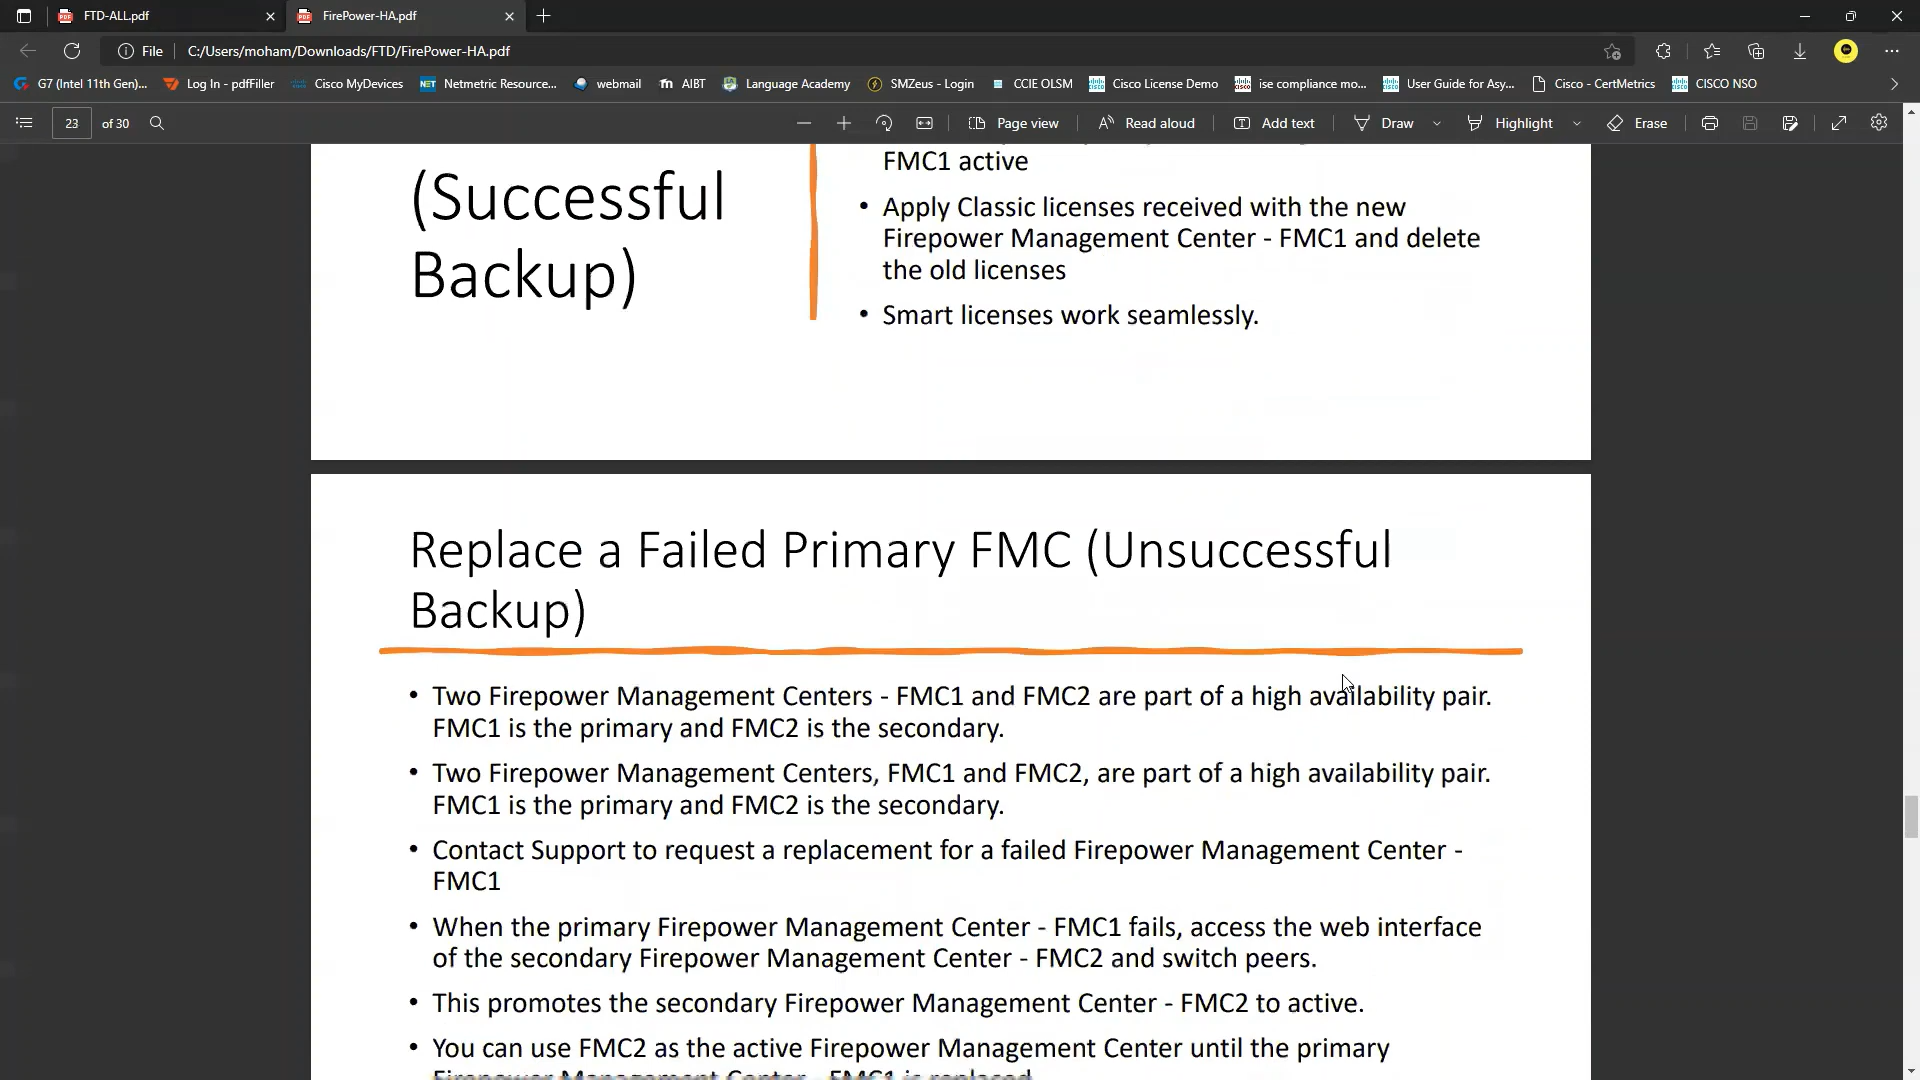 FTD-ALL.pdf
FirePower-HA.pdf
File
C:/Users/moham/Downloads/FTD/FirePower-HA.pdf
G7 (Intel 11th Gen)...
Log In - pdfFiller
Cisco MyDevices
NET
Netmetric Resource...
webmail
AIBT
Language Academy
SMZeus - Login
CCIE OLSM
Cisco License Demo
ise compliance mo...
User Guide for Asy...
Cisco - CertMetrics
CISCO NSO
23
of 30
Page view
Read aloud
Add text
Draw
Highlight
Erase
(Successful
Backup)
FMC1 active
• Apply Classic licenses received with the new
Firepower Management Center - FMC1 and delete
the old licenses
• Smart licenses work seamlessly.
Replace a Failed Primary FMC (Unsuccessful
Backup)
• Two Firepower Management Centers - FMC1 and FMC2 are part of a high availability pair.
FMC1 is the primary and FMC2 is the secondary.
• Two Firepower Management Centers, FMC1 and FMC2, are part of a high availability pair.
FMC1 is the primary and FMC2 is the secondary.
• Contact Support to request a replacement for a failed Firepower Management Center -
FMC1
• When the primary Firepower Management Center - FMC1 fails, access the web interface
of the secondary Firepower Management Center - FMC2 and switch peers.
• This promotes the secondary Firepower Management Center - FMC2 to active.
• You can use FMC2 as the active Firepower Management Center until the primary
Firepower Management Center - FMC1 is replaced